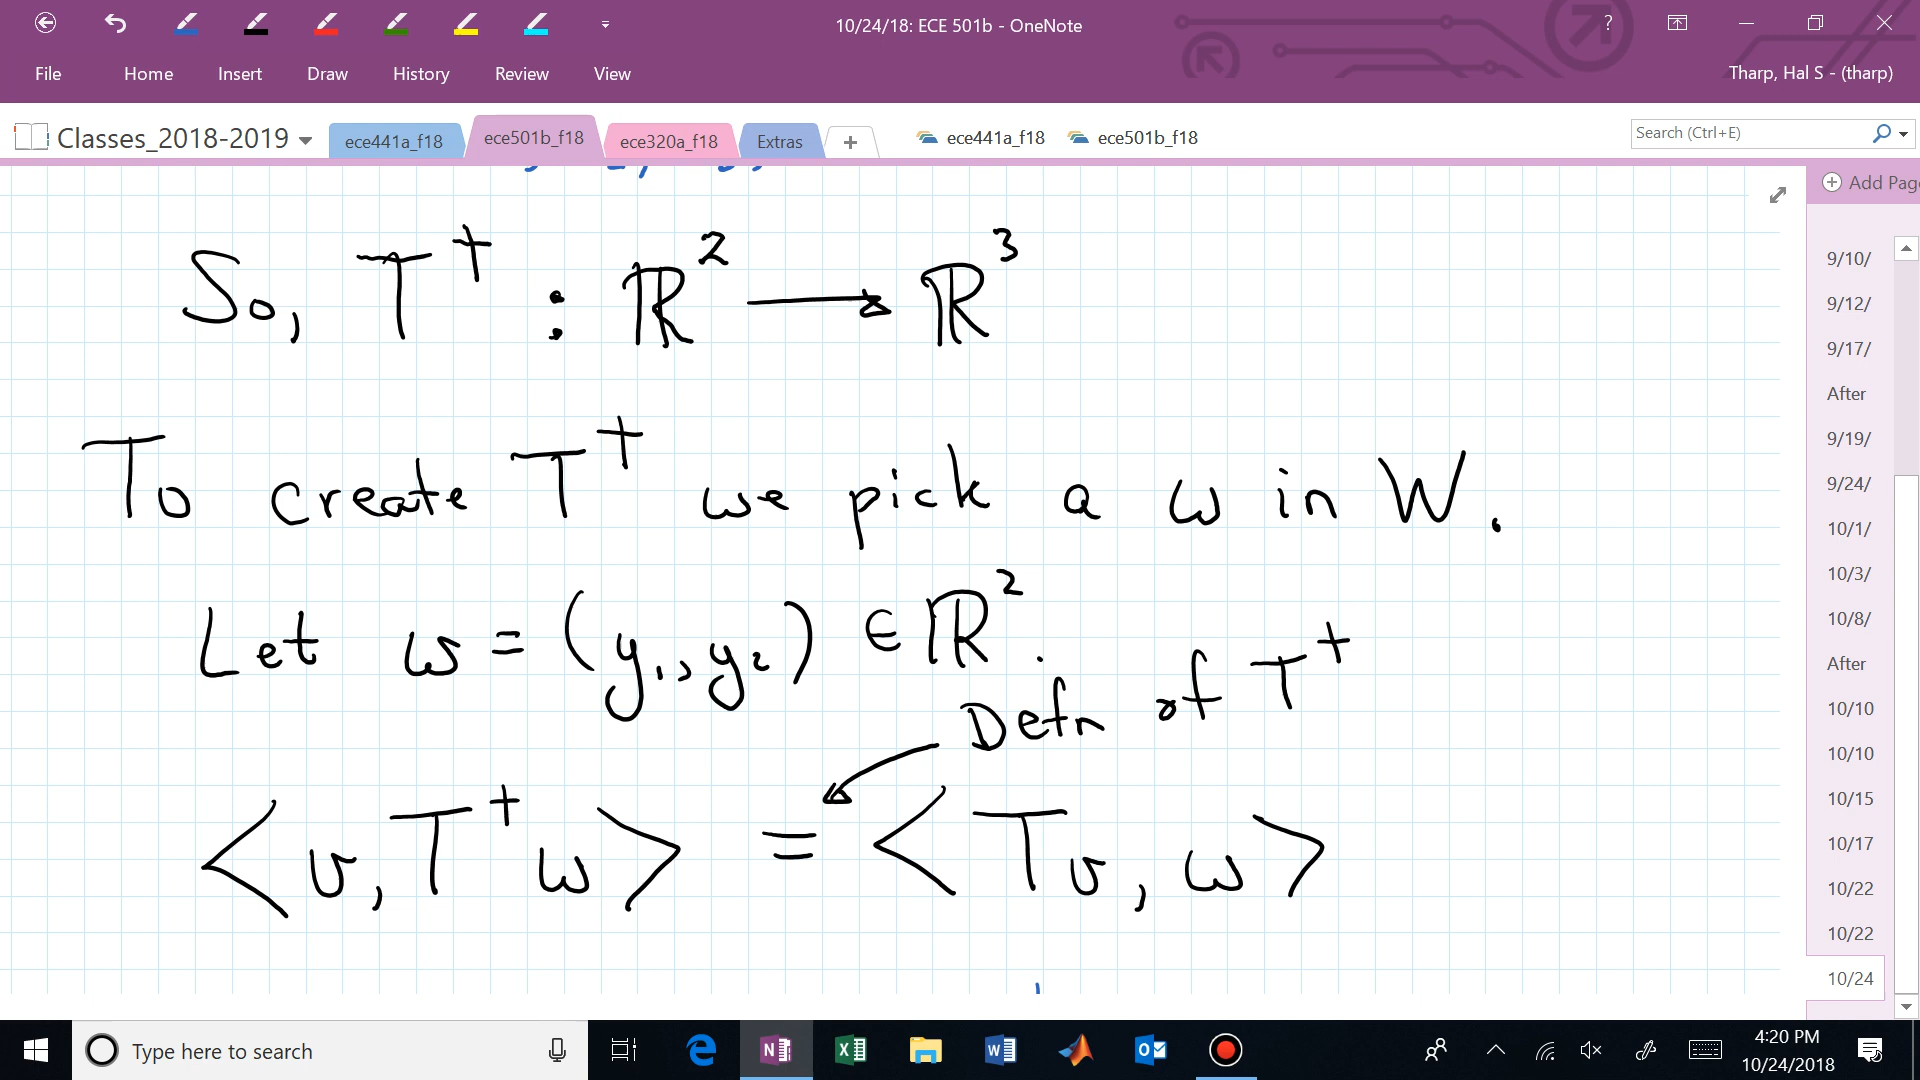 10/24/18: ECE 501b - OneNote
?
File Home Insert Draw History Review View
Tharp, Hal S - (tharp)
Classes_2018-2019
ece441a_f18
ece501b_f18
ece320a_f18
Extras
ece441a_f18
ece501b_f18
Search (Ctrl+E)
Add Pag
So, T† : ℝ² → ℝ³
To create T† we pick a w in W.
Let w = (y₁, y₂) ∈ ℝ².
Defn of T†
<v, T†w> = <Tv, w>
9/10/
9/12/
9/17/
After
9/19/
9/24/
10/1/
10/3/
10/8/
After
10/10
10/10
10/15
10/17
10/22
10/22
10/24
Type here to search
4:20 PM
10/24/2018